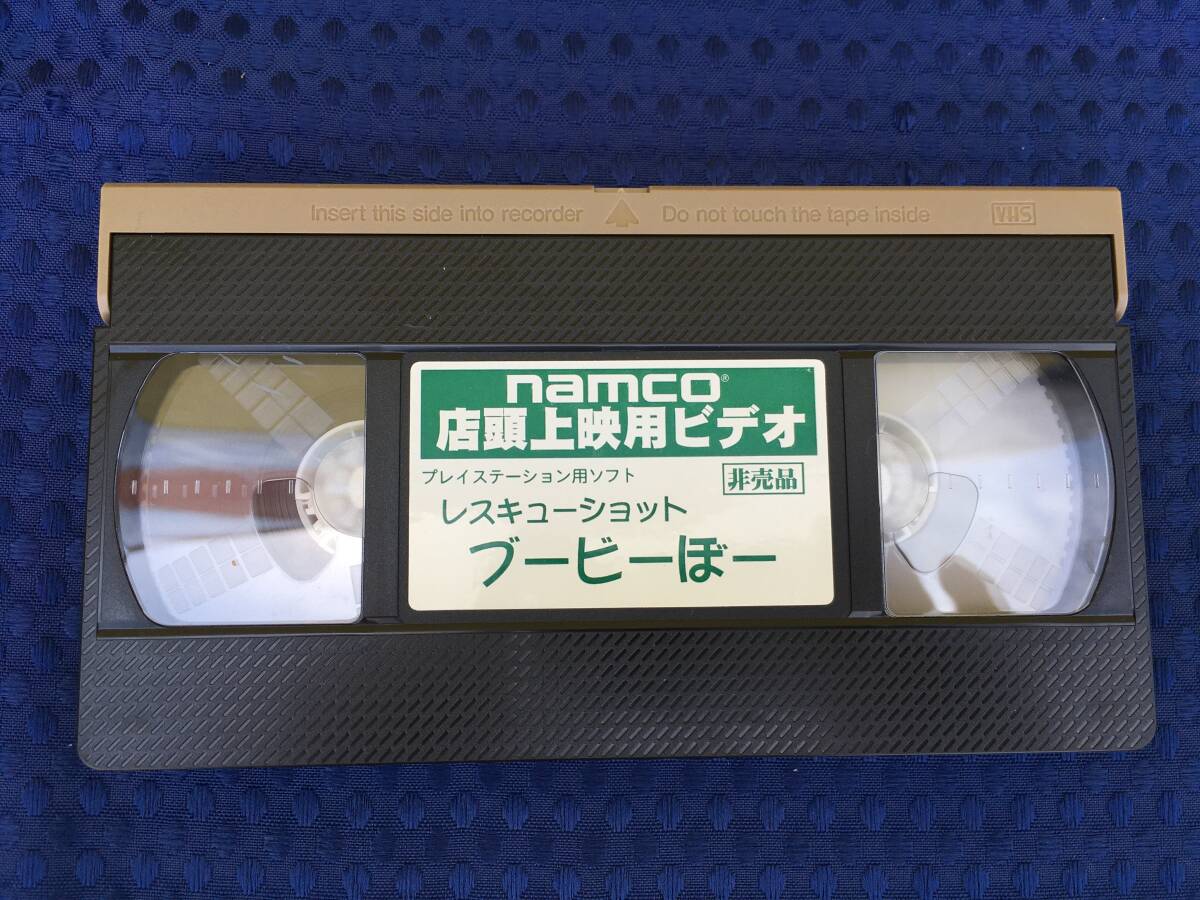 Insert this side into recorder Do not touch the tape inside VHS
namco®
店頭上映用ビデオ
プレイステーション用ソフト 非売品
レスキューショット
ブービーぼー